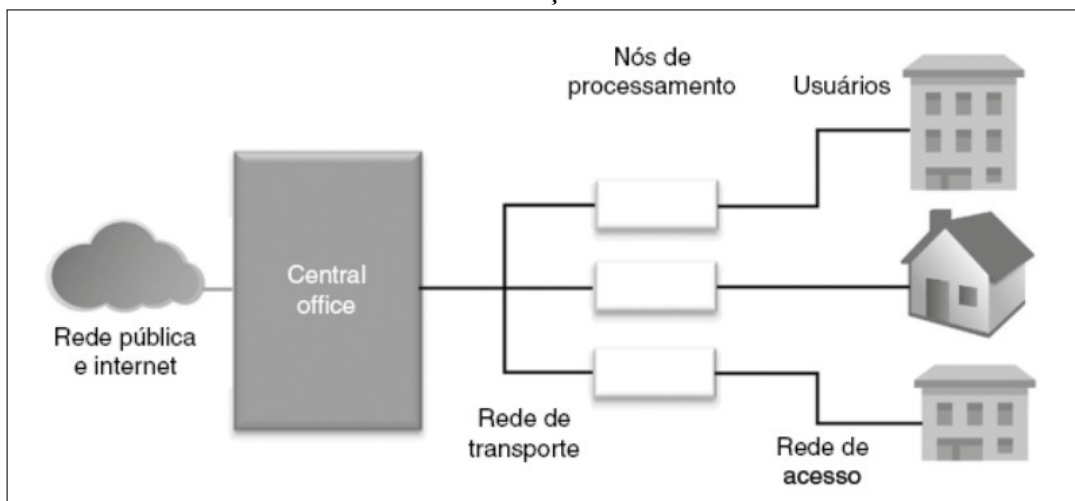 Nós de
processamento
Usuários
Central
office
Rede pública
e internet
Rede de
transporte
Rede de
acesso